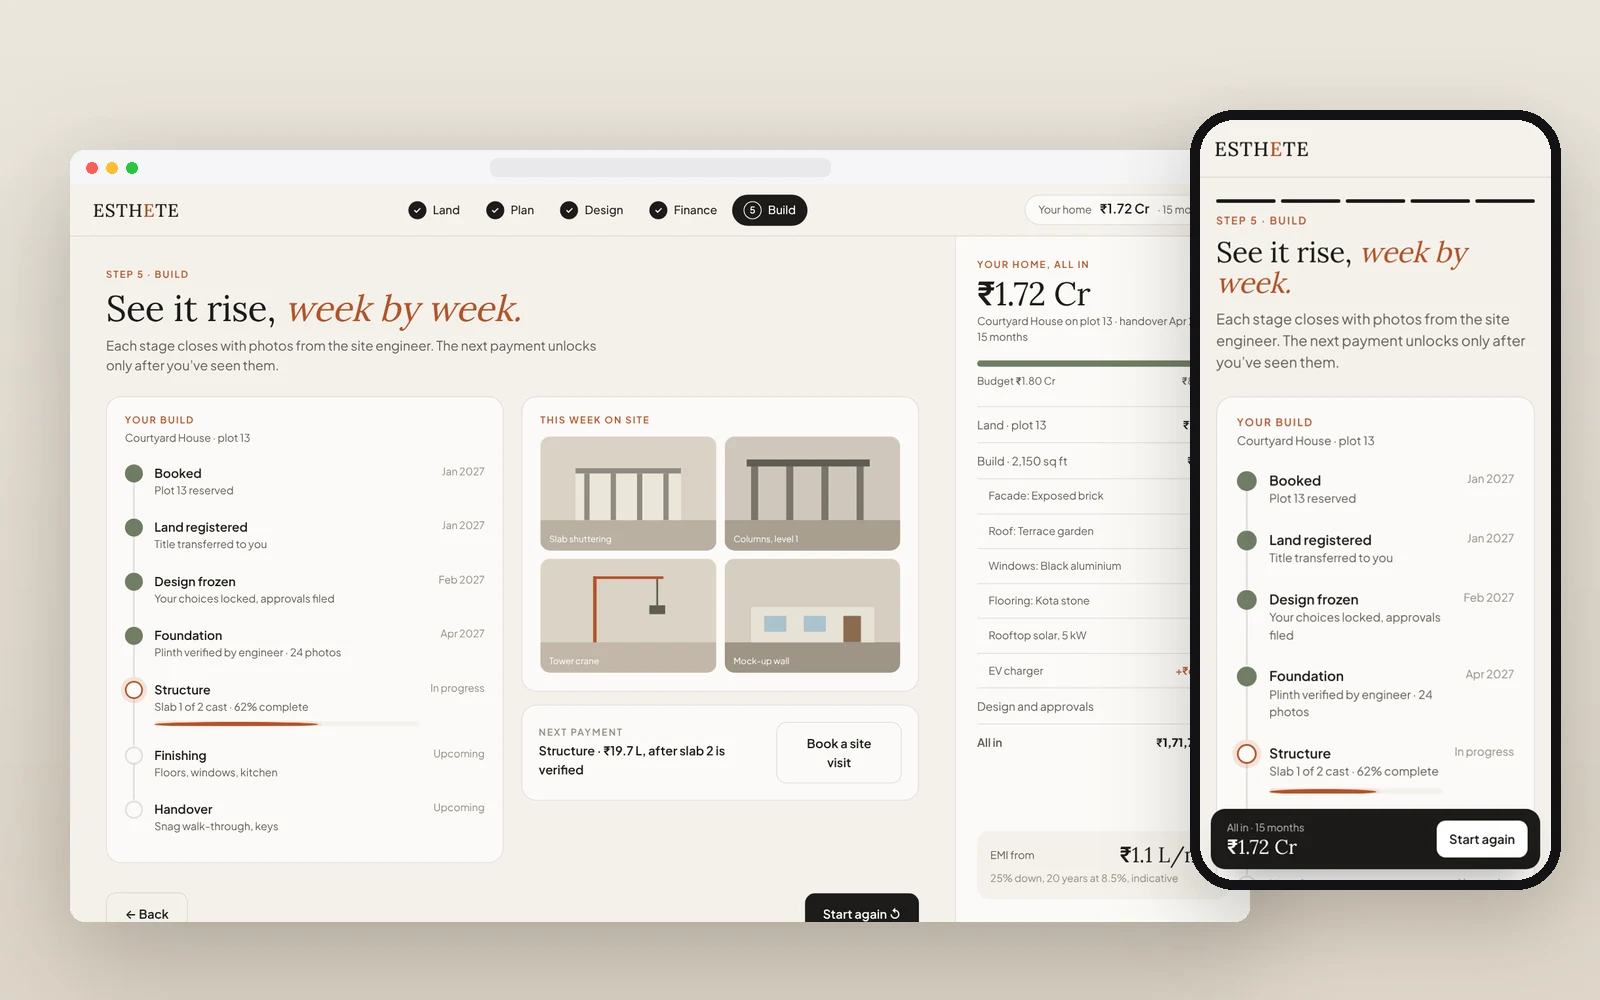 ESTHETE
Land
Plan
Design
Finance
5 Build
Your home ₹1.72 Cr · 15 mo
STEP 5 · BUILD
See it rise, week by week.
Each stage closes with photos from the site engineer. The next payment unlocks
only after you've seen them.
YOUR BUILD
Courtyard House · plot 13
Booked Jan 2027
Plot 13 reserved
Land registered Jan 2027
Title transferred to you
Design frozen Feb 2027
Your choices locked, approvals filed
Foundation Apr 2027
Plinth verified by engineer · 24 photos
Structure In progress
Slab 1 of 2 cast · 62% complete
Finishing Upcoming
Floors, windows, kitchen
Handover Upcoming
Snag walk-through, keys
← Back
THIS WEEK ON SITE
Slab shuttering
Columns, level 1
Tower crane
Mock-up wall
NEXT PAYMENT
Structure · ₹19.7 L, after slab 2 is
verified
Book a site
visit
Start again ↺
YOUR HOME, ALL IN
₹1.72 Cr
Courtyard House on plot 13 · handover Apr
15 months
Budget ₹1.80 Cr
Land · plot 13
Build · 2,150 sq ft
Facade: Exposed brick
Roof: Terrace garden
Windows: Black aluminium
Flooring: Kota stone
Rooftop solar, 5 kW
EV charger
Design and approvals
All in ₹1,71,
EMI from ₹1.1 L/
25% down, 20 years at 8.5%, indicative
ESTHETE
STEP 5 · BUILD
See it rise, week by
week.
Each stage closes with photos from the site
engineer. The next payment unlocks only after
you've seen them.
YOUR BUILD
Courtyard House · plot 13
Booked Jan 2027
Plot 13 reserved
Land registered Jan 2027
Title transferred to you
Design frozen Feb 2027
Your choices locked, approvals
filed
Foundation Apr 2027
Plinth verified by engineer · 24
photos
Structure In progress
Slab 1 of 2 cast · 62% complete
All in · 15 months
₹1.72 Cr
Start again